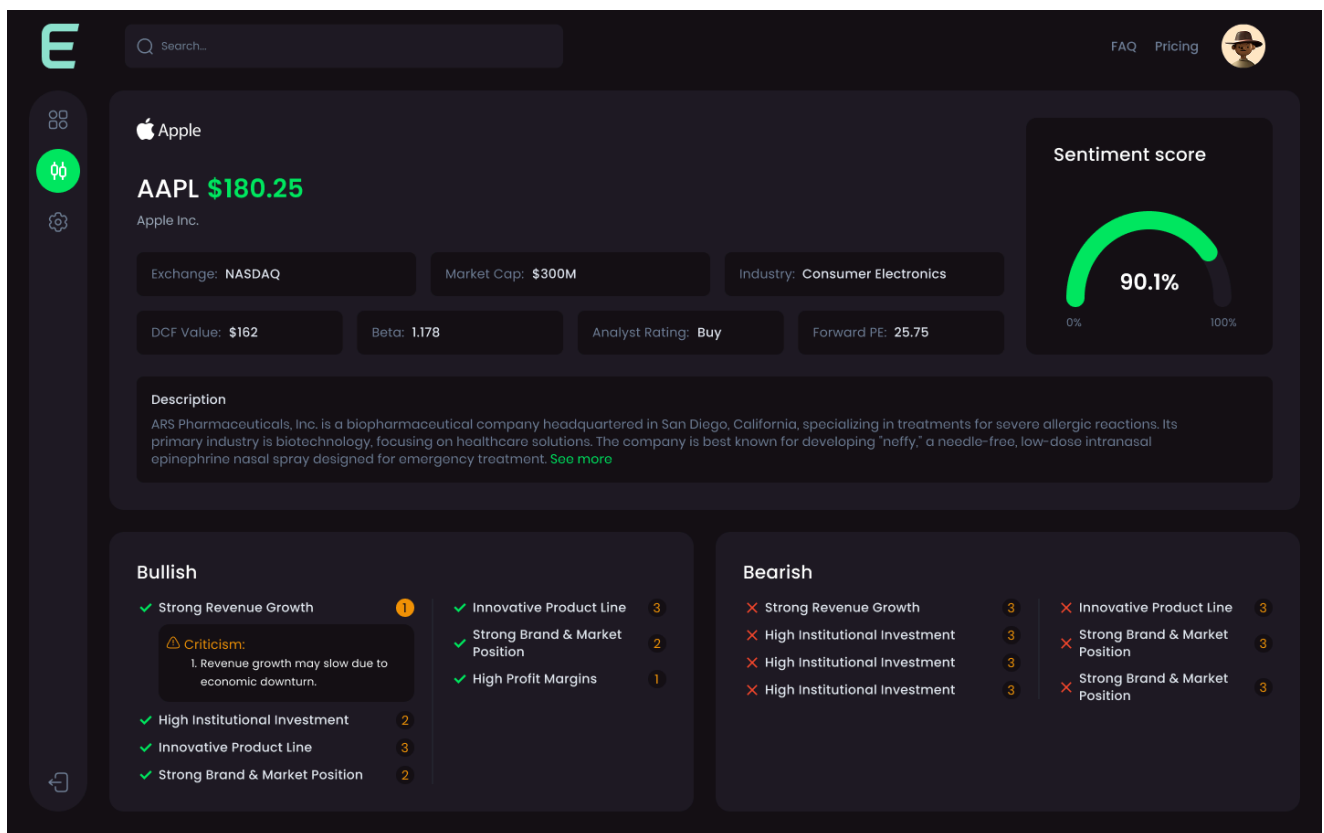 E
Search...
FAQ Pricing
Apple
AAPL $180.25
Apple Inc.
Exchange: NASDAQ
Market Cap: $300M
Industry: Consumer Electronics
DCF Value: $162
Beta: 1.178
Analyst Rating: Buy
Forward PE: 25.75
Sentiment score
90.1%
0% 100%
Description
ARS Pharmaceuticals, Inc. is a biopharmaceutical company headquartered in San Diego, California, specializing in treatments for severe allergic reactions. Its
primary industry is biotechnology, focusing on healthcare solutions. The company is best known for developing "neffy," a needle-free, low-dose intranasal
epinephrine nasal spray designed for emergency treatment. See more
Bullish
Strong Revenue Growth 1
Criticism:
1. Revenue growth may slow due to
economic downturn.
High Institutional Investment 2
Innovative Product Line 3
Strong Brand & Market Position 2
Innovative Product Line 3
Strong Brand & Market
Position 2
High Profit Margins 1
Bearish
Strong Revenue Growth 3
High Institutional Investment 3
High Institutional Investment 3
High Institutional Investment 3
Innovative Product Line 3
Strong Brand & Market
Position 3
Strong Brand & Market
Position 3